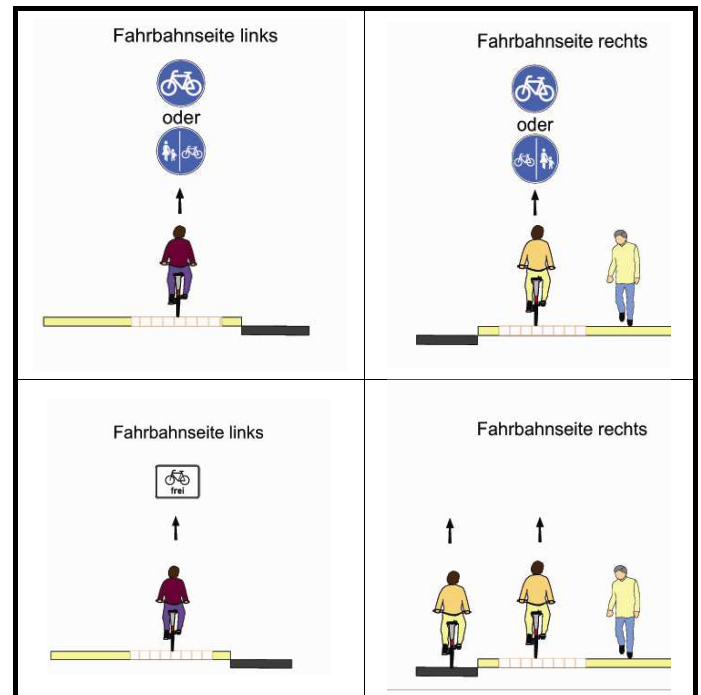 Fahrbahnseite links
oder
Fahrbahnseite rechts
oder
Fahrbahnseite links
frei
Fahrbahnseite rechts